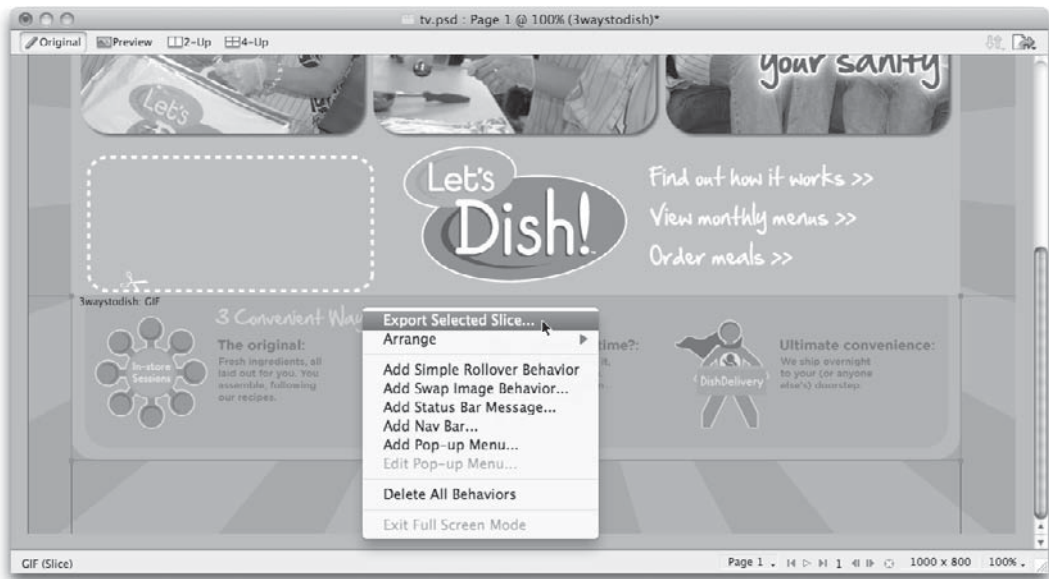 tv.psd : Page 1 @ 100% (3waystodish)*
Original Preview 2-Up 4-Up
Let's
your sanity
Let's
Dish!
Find out how it works >>
View monthly menus >>
Order meals >>
3waystodish: GIF
3 Convenient Way
In-store
Sessions
The original:
Fresh ingredients, all
laid out for you. You
assemble, following
our recipes.
time?:
it,
DishDelivery
Ultimate convenience:
We ship overnight
to your (or anyone
else's) doorstep.
Export Selected Slice...
Arrange
Add Simple Rollover Behavior
Add Swap Image Behavior...
Add Status Bar Message...
Add Nav Bar...
Add Pop-up Menu...
Edit Pop-up Menu...
Delete All Behaviors
Exit Full Screen Mode
GIF (Slice)
Page 1 1 1000 x 800 100%